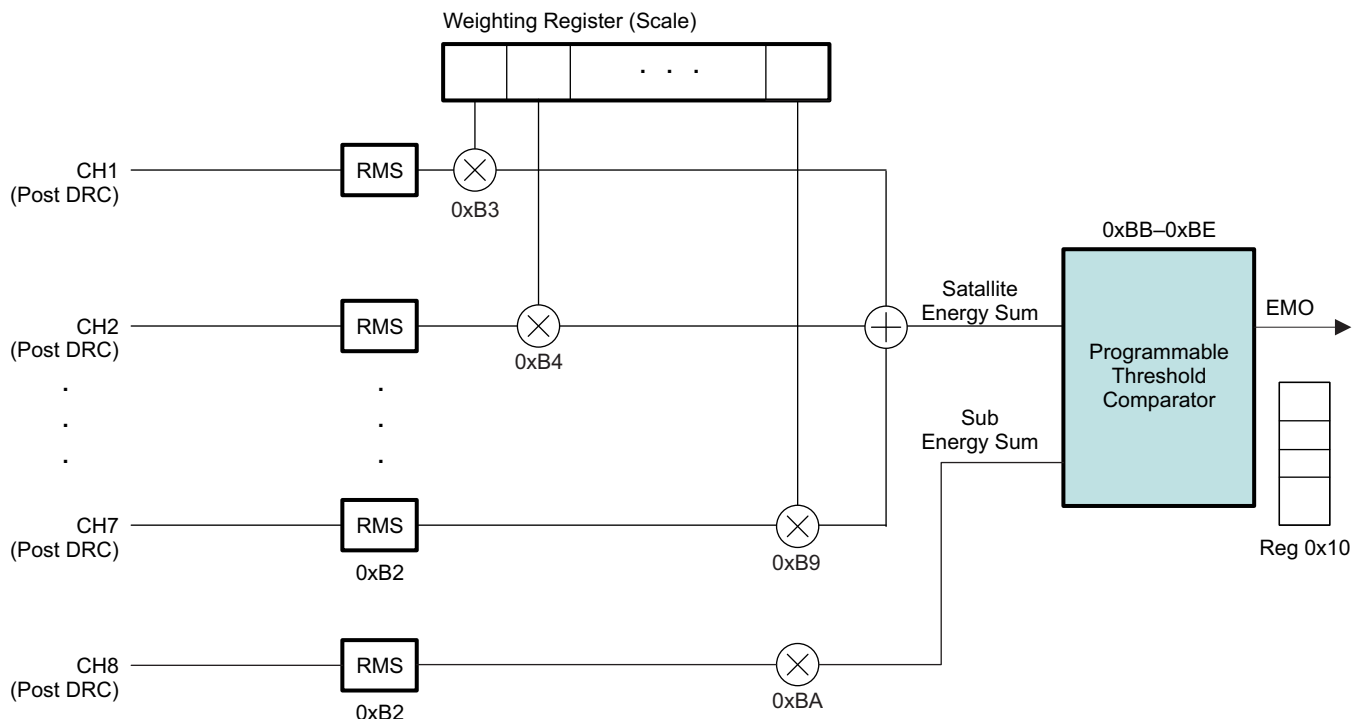 Weighting Register (Scale)
. . .
CH1
(Post DRC)
RMS
0xB3
CH2
(Post DRC)
RMS
0xB4
.
.
.
.
.
.
CH7
(Post DRC)
RMS
0xB2
0xB9
CH8
(Post DRC)
RMS
0xB2
0xBA
Satallite
Energy Sum
Sub
Energy Sum
0xBB–0xBE
Programmable
Threshold
Comparator
EMO
Reg 0x10